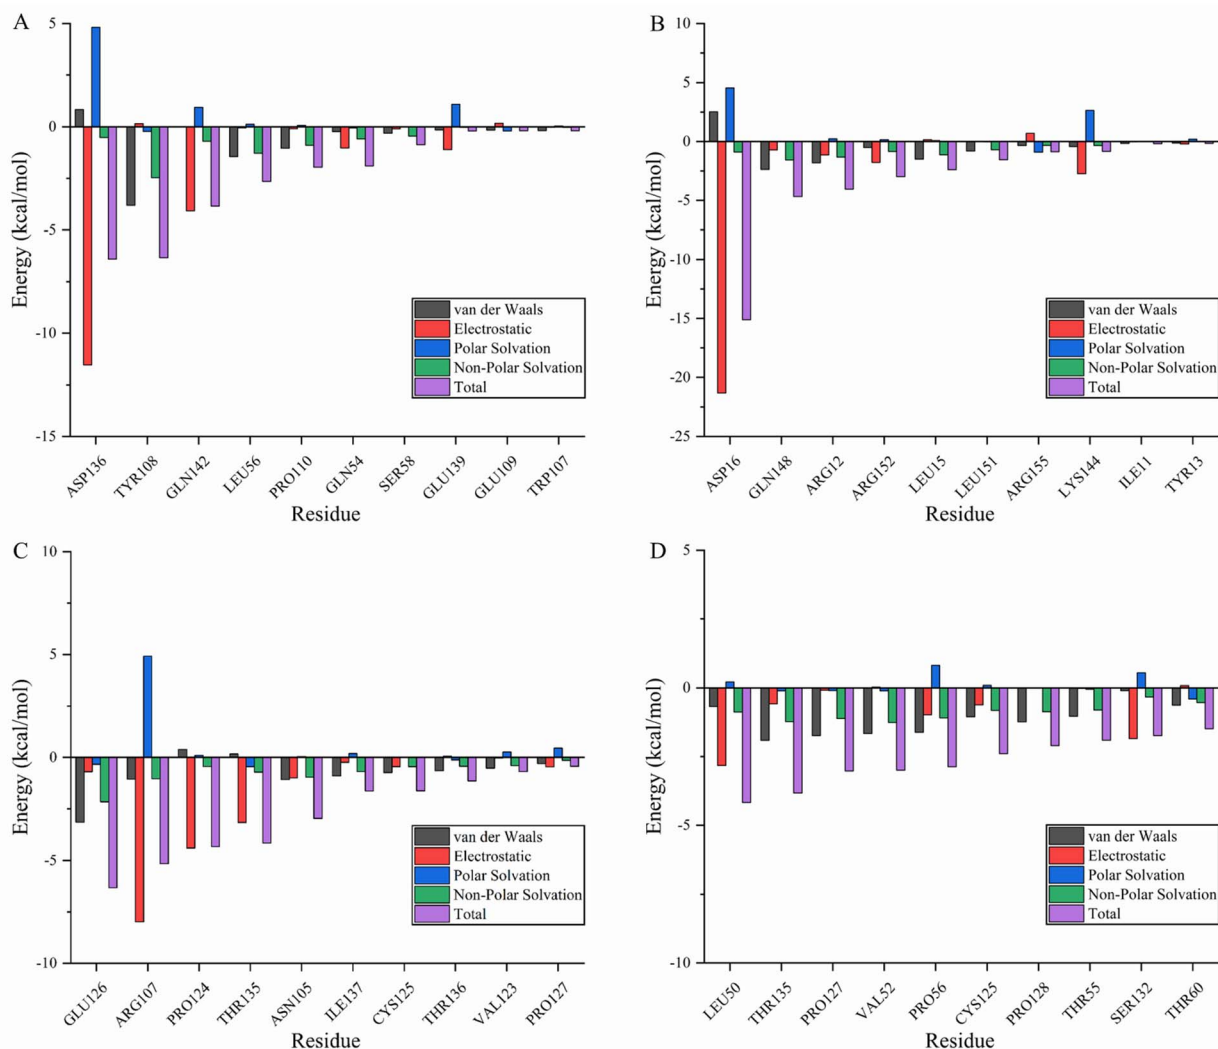 A
Energy (kcal/mol)
5
0
-5
-10
-15
van der Waals
Electrostatic
Polar Solvation
Non-Polar Solvation
Total
ASP136 TYR108 GLN142 LEU56 PRO110 GLN54 SER58 GLU139 GLU109 TRP107
Residue
B
Energy (kcal/mol)
10
5
0
-5
-10
-15
-20
-25
van der Waals
Electrostatic
Polar Solvation
Non-Polar Solvation
Total
ASP16 GLN148 ARG12 ARG152 LEU15 LEU151 ARG155 LYS144 ILE11 TYR13
Residue
C
Energy (kcal/mol)
10
5
0
-5
-10
van der Waals
Electrostatic
Polar Solvation
Non-Polar Solvation
Total
GLU126 ARG107 PRO124 THR135 ASN105 ILE137 CYS125 THR136 VAL123 PRO127
Residue
D
Energy (kcal/mol)
5
0
-5
-10
van der Waals
Electrostatic
Polar Solvation
Non-Polar Solvation
Total
LEU50 THR135 PRO127 VAL52 PRO56 CYS125 PRO128 THR55 SER132 THR60
Residue